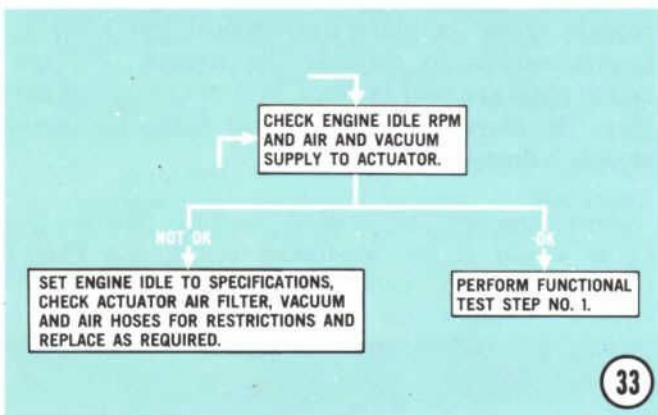 CHECK ENGINE IDLE RPM
AND AIR AND VACUUM
SUPPLY TO ACTUATOR.
NOT OK
OK
SET ENGINE IDLE TO SPECIFICATIONS,
CHECK ACTUATOR AIR FILTER, VACUUM
AND AIR HOSES FOR RESTRICTIONS AND
REPLACE AS REQUIRED.
PERFORM FUNCTIONAL
TEST STEP NO. 1.
33